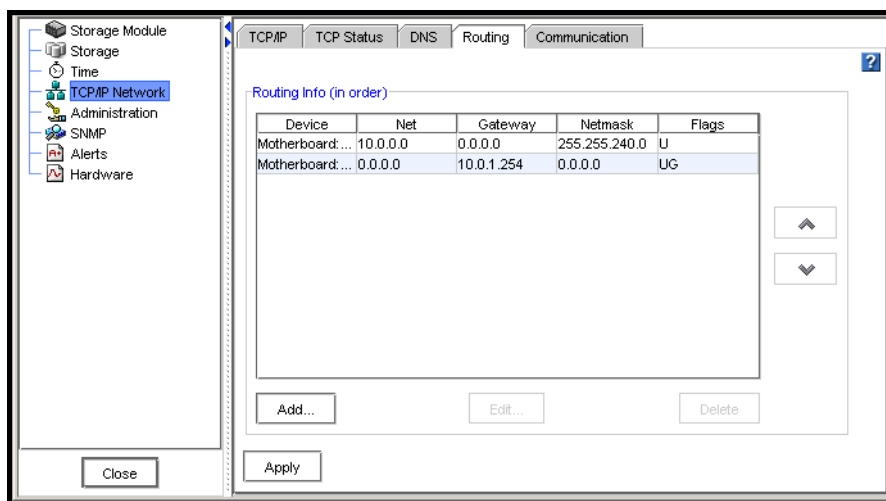 Storage Module
Storage
Time
TCP/IP Network
Administration
SNMP
Alerts
Hardware
Close
TCP/IP
TCP Status
DNS
Routing
Communication
?
Routing Info (in order)
Device Net Gateway Netmask Flags
Motherboard:... 10.0.0.0 0.0.0.0 255.255.240.0 U
Motherboard:... 0.0.0.0 10.0.1.254 0.0.0.0 UG
Add... Edit... Delete
Apply